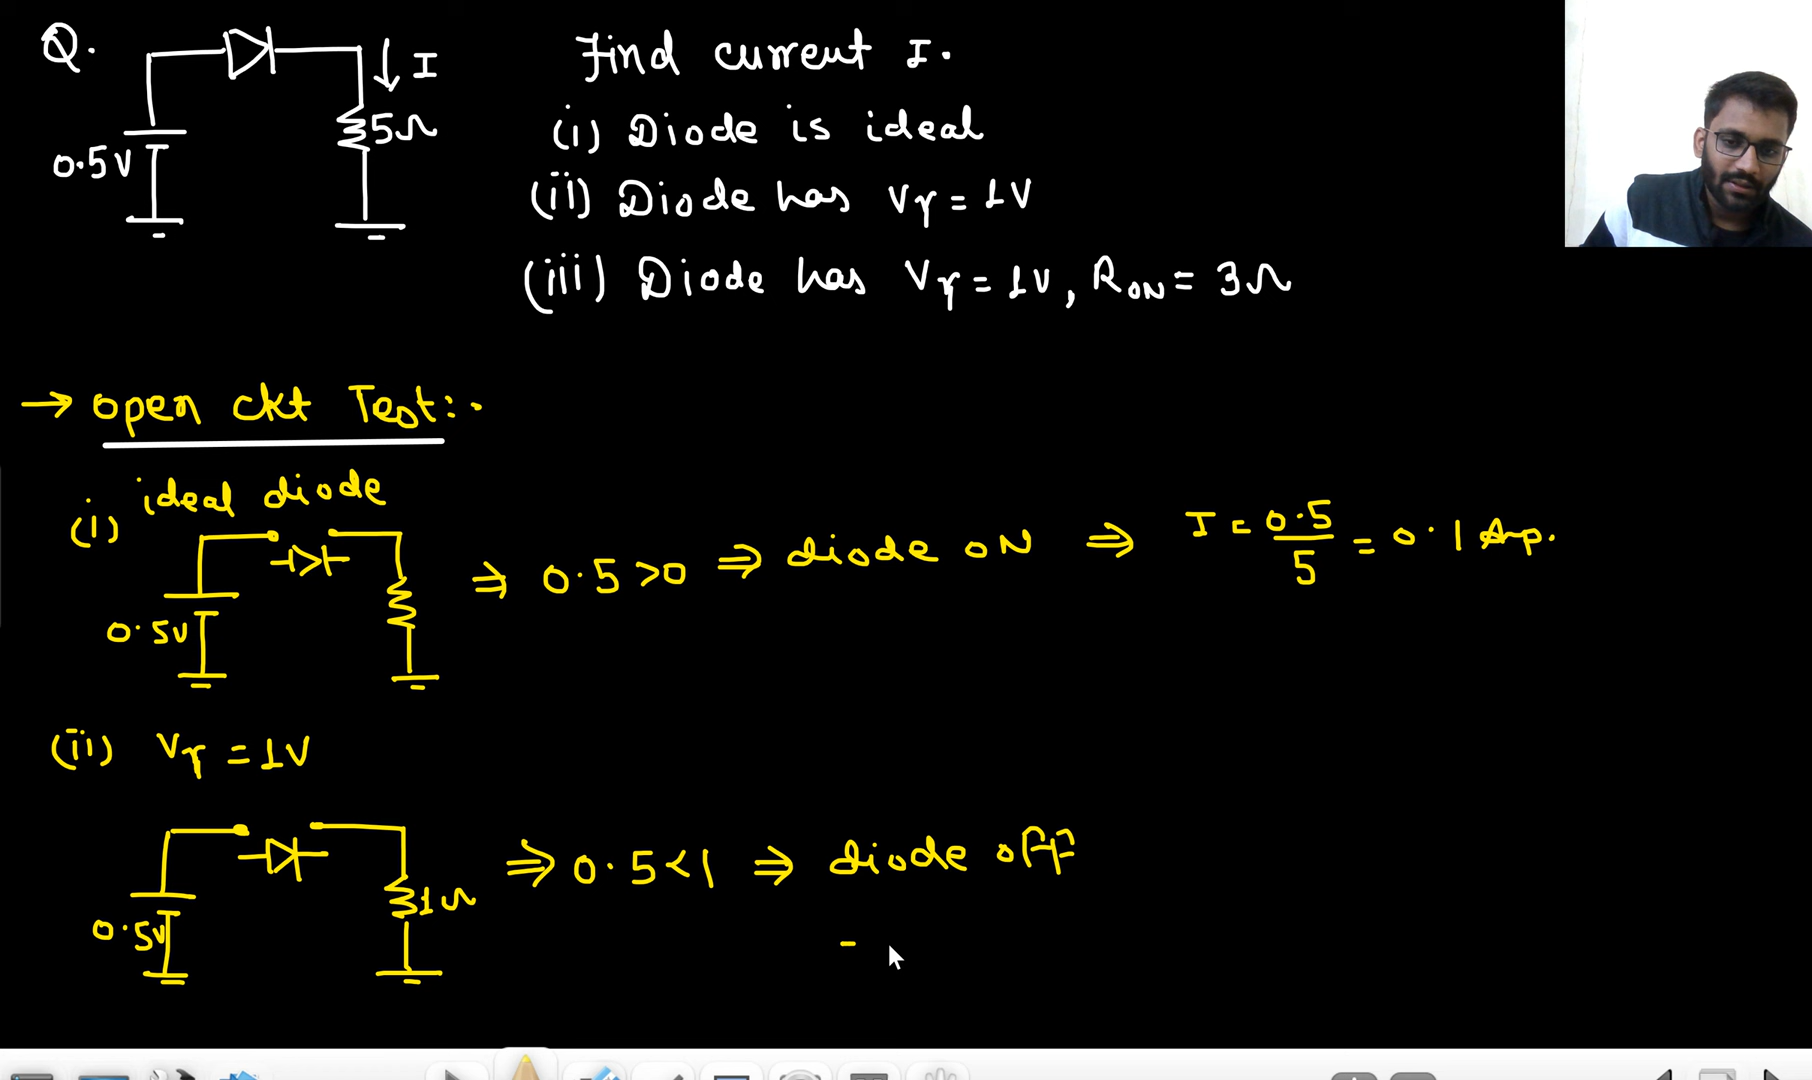 Q.
I
5Ω
0.5V
Find current I.
(i) Diode is ideal
(ii) Diode has Vγ = 1V
(iii) Diode has Vγ = 1V, RON = 3Ω
→ open ckt Test:-
(i) ideal diode
0.5V
⇒ 0.5 > 0 ⇒ diode ON ⇒ I = 0.5/5 = 0.1 Amp.
(ii) Vγ = 1V
0.5V
1Ω
⇒ 0.5 < 1 ⇒ diode off
-